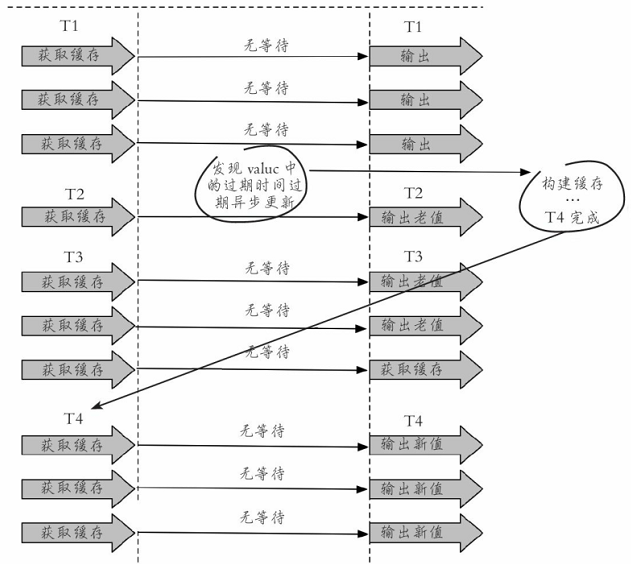 T1
T1
获取缓存
无等待
输出
获取缓存
无等待
输出
获取缓存
无等待
输出
发现 valuc 中
的过期时间过
期异步更新
构建缓存
…
T4 完成
T2
T2
获取缓存
输出老值
T3
T3
获取缓存
无等待
输出老值
获取缓存
无等待
输出老值
获取缓存
无等待
获取缓存
T4
T4
获取缓存
无等待
输出新值
获取缓存
无等待
输出新值
获取缓存
无等待
输出新值